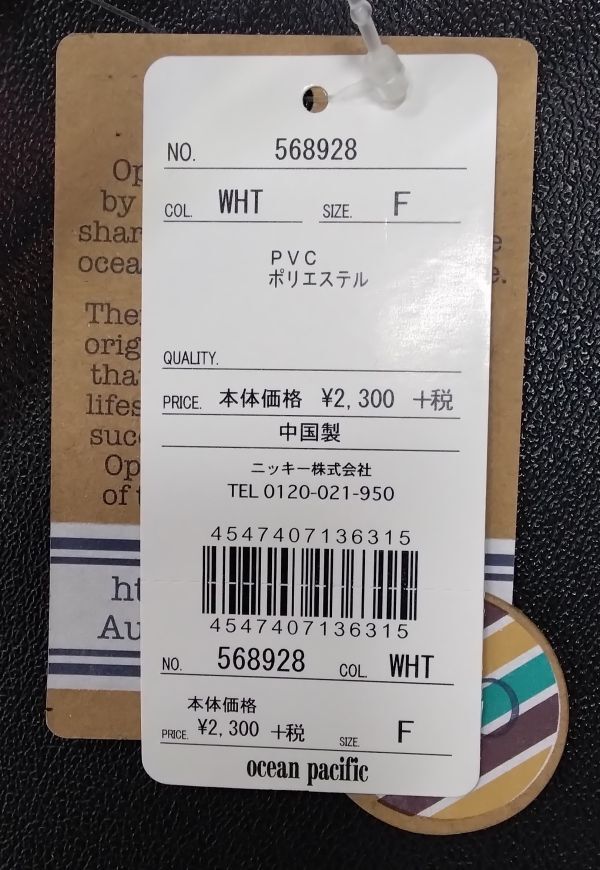 NO. 568928
COL. WHT SIZE. F
PVC
ポリエステル
QUALITY.
PRICE. 本体価格 ¥2,300 +税
中国製
ニッキー株式会社
TEL 0120-021-950
4547407136315
4547407136315
NO. 568928 COL. WHT
本体価格
PRICE. ¥2,300 +税 SIZE. F
ocean pacific
by
of